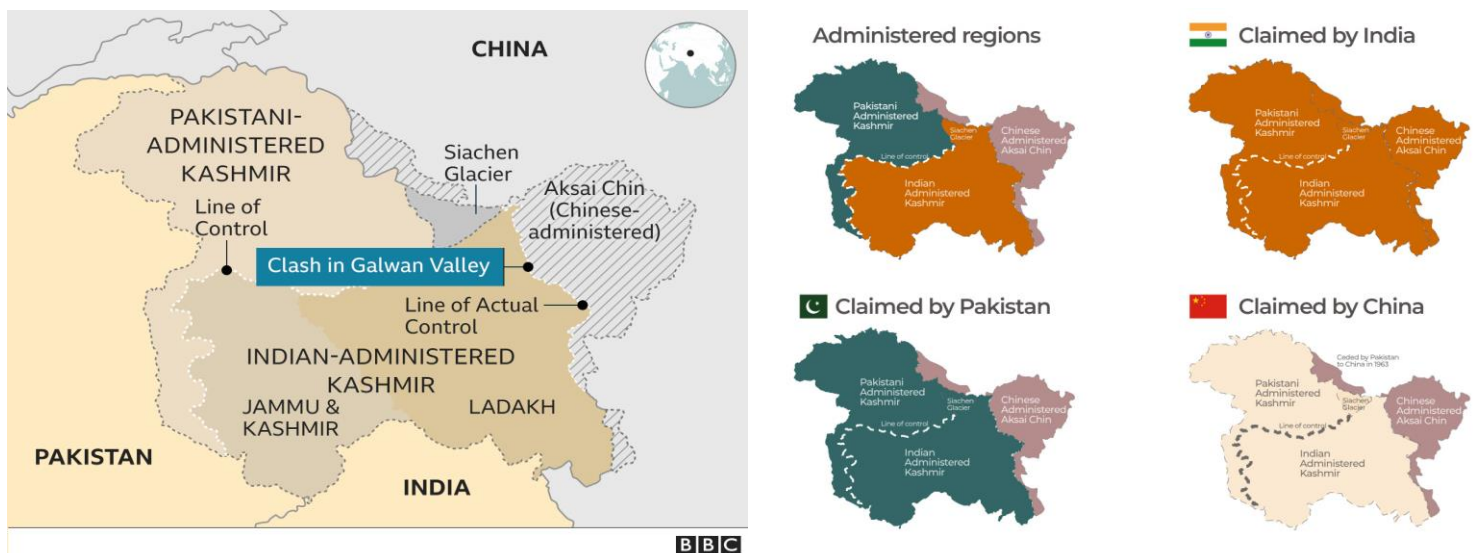 CHINA
PAKISTANI-
ADMINISTERED
KASHMIR
Siachen
Glacier
Aksai Chin
(Chinese-
administered)
Line of
Control
Clash in Galwan Valley
Line of Actual
Control
INDIAN-ADMINISTERED
KASHMIR
JAMMU &
KASHMIR
LADAKH
PAKISTAN
INDIA
BBC
Administered regions
Pakistani
Administered
Kashmir
Siachen
Glacier
Chinese
Administered
Aksai Chin
Line of control
Indian
Administered
Kashmir
Claimed by India
Pakistani
Administered
Kashmir
Siachen
Glacier
Chinese
Administered
Aksai Chin
Line of control
Indian
Administered
Kashmir
Claimed by Pakistan
Pakistani
Administered
Kashmir
Siachen
Glacier
Chinese
Administered
Aksai Chin
Line of control
Indian
Administered
Kashmir
Claimed by China
Ceded by Pakistan
to China in 1963
Pakistani
Administered
Kashmir
Siachen
Glacier
Chinese
Administered
Aksai Chin
Line of control
Indian
Administered
Kashmir